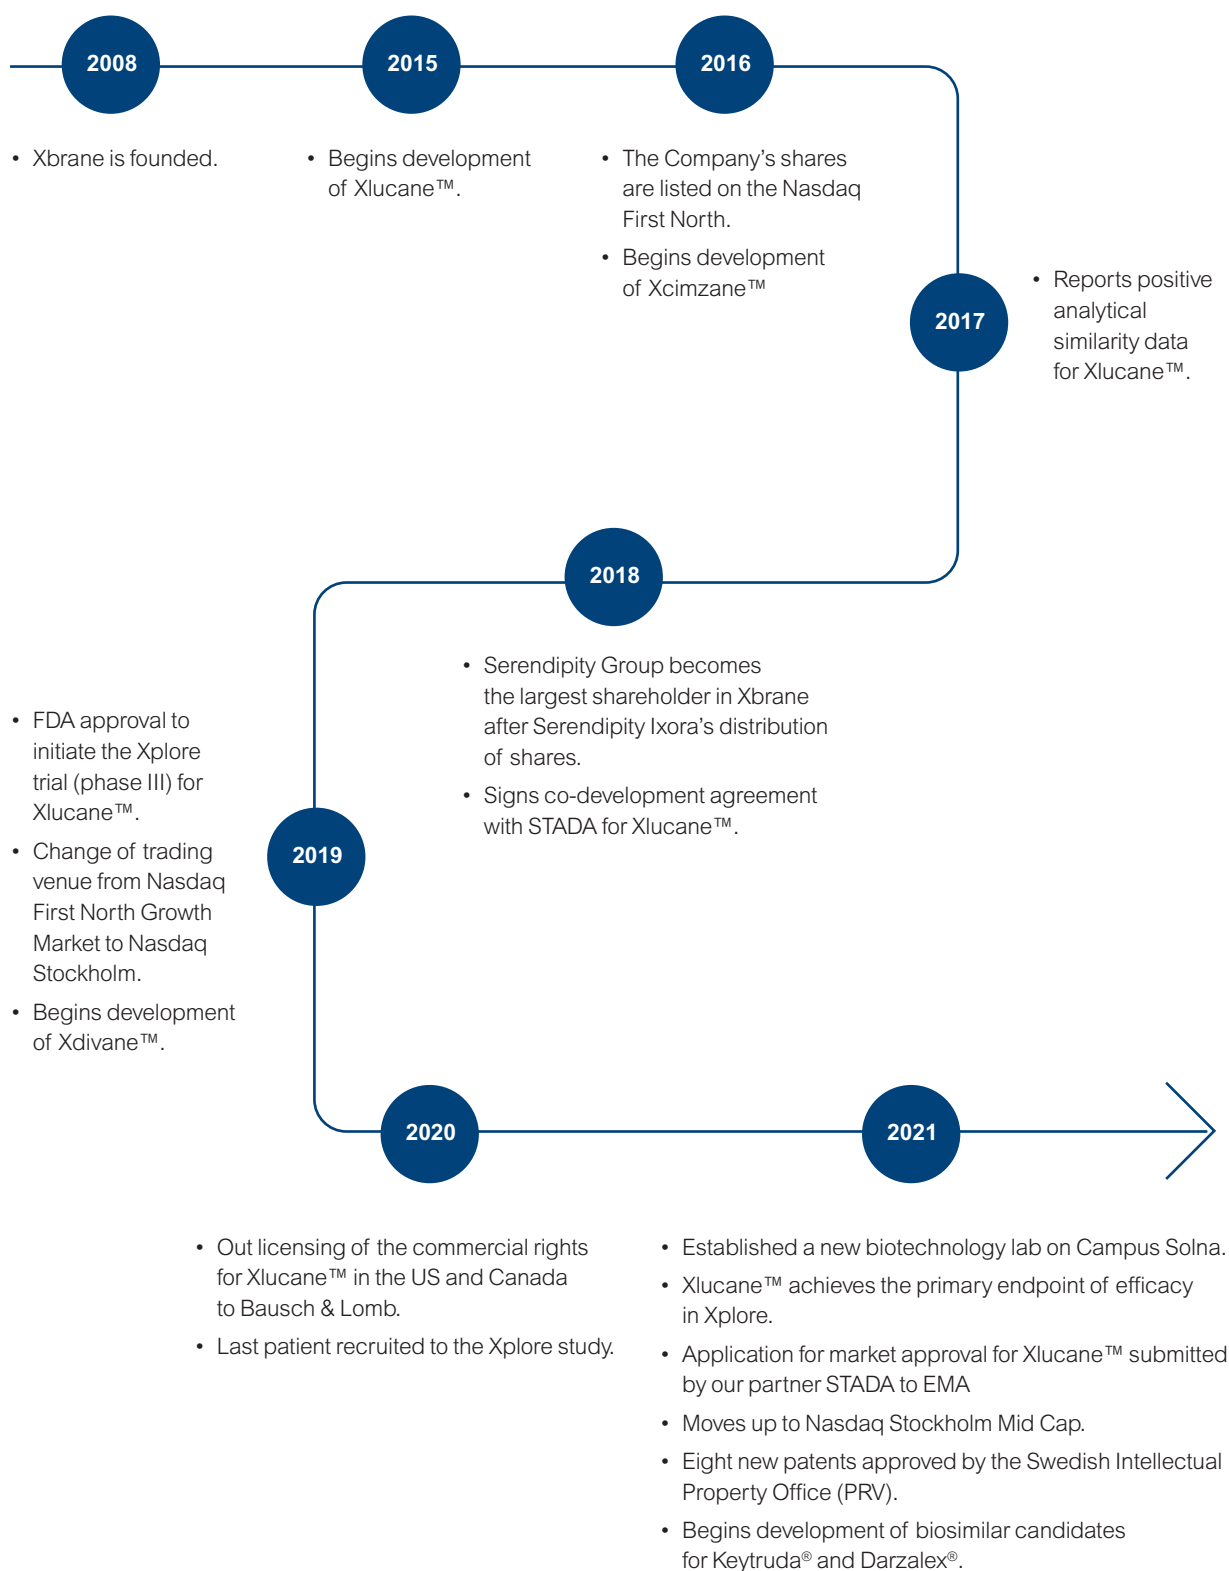 2008
• Xbrane is founded.
2015
• Begins development
of Xlucane™.
2016
• The Company’s shares
are listed on the Nasdaq
First North.
• Begins development
of Xcimzane™
2017
• Reports positive
analytical
similarity data
for Xlucane™.
2018
• Serendipity Group becomes
the largest shareholder in Xbrane
after Serendipity Ixora’s distribution
of shares.
• Signs co-development agreement
with STADA for Xlucane™.
2019
• FDA approval to
initiate the Xplore
trial (phase III) for
Xlucane™.
• Change of trading
venue from Nasdaq
First North Growth
Market to Nasdaq
Stockholm.
• Begins development
of Xdivane™.
2020
• Out licensing of the commercial rights
for Xlucane™ in the US and Canada
to Bausch & Lomb.
• Last patient recruited to the Xplore study.
2021
• Established a new biotechnology lab on Campus Solna.
• Xlucane™ achieves the primary endpoint of efficacy
in Xplore.
• Application for market approval for Xlucane™ submitted
by our partner STADA to EMA
• Moves up to Nasdaq Stockholm Mid Cap.
• Eight new patents approved by the Swedish Intellectual
Property Office (PRV).
• Begins development of biosimilar candidates
for Keytruda® and Darzalex®.